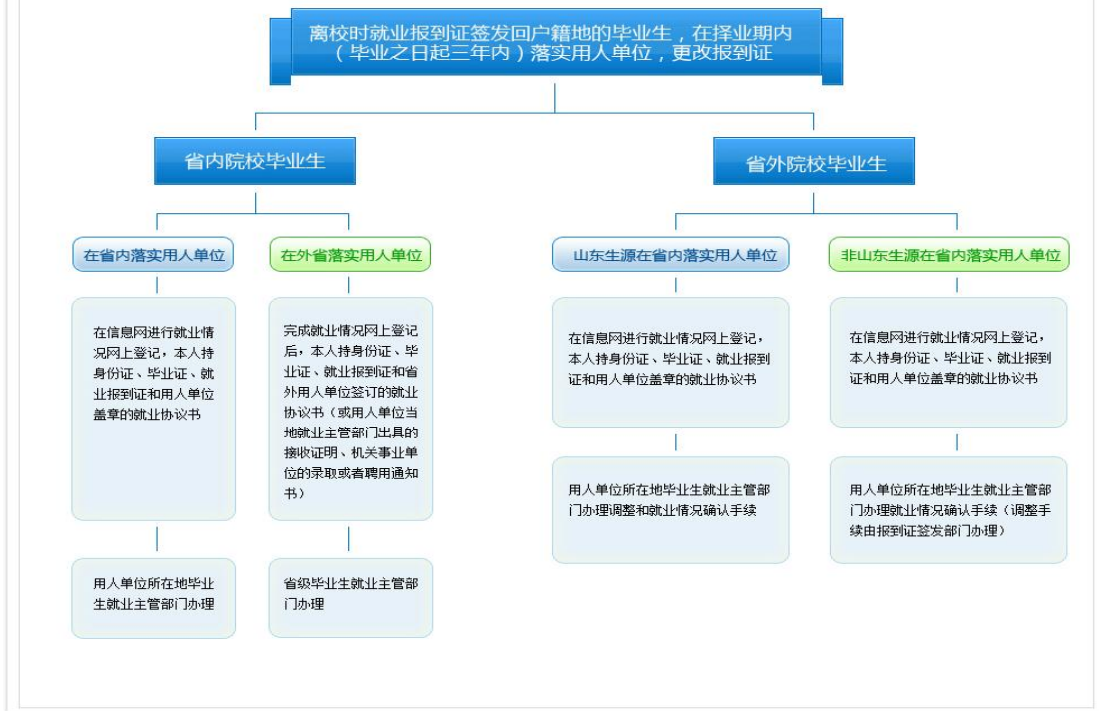 离校时就业报到证签发回户籍地的毕业生，在择业期内
（毕业之日起三年内）落实用人单位，更改报到证
省内院校毕业生
省外院校毕业生
在省内落实用人单位
在外省落实用人单位
山东生源在省内落实用人单位
非山东生源在省内落实用人单位
在信息网进行就业情
况网上登记，本人持
身份证、毕业证、就
业报到证和用人单位
盖章的就业协议书
完成就业情况网上登记
后，本人持身份证、毕
业证、就业报到证和省
外用人单位签订的就业
协议书（或用人单位当
地就业主管部门出具的
接收证明、机关事业单
位的录取或者聘用通知
书）
在信息网进行就业情况网上登记，
本人持身份证、毕业证、就业报到
证和用人单位盖章的就业协议书
在信息网进行就业情况网上登记，
本人持身份证、毕业证、就业报到
证和用人单位盖章的就业协议书
用人单位所在地毕业
生就业主管部门办理
省级毕业生就业主管部
门办理
用人单位所在地毕业生就业主管部
门办理调整和就业情况确认手续
用人单位所在地毕业生就业主管部
门办理就业情况确认手续（调整手
续由报到证签发部门办理）